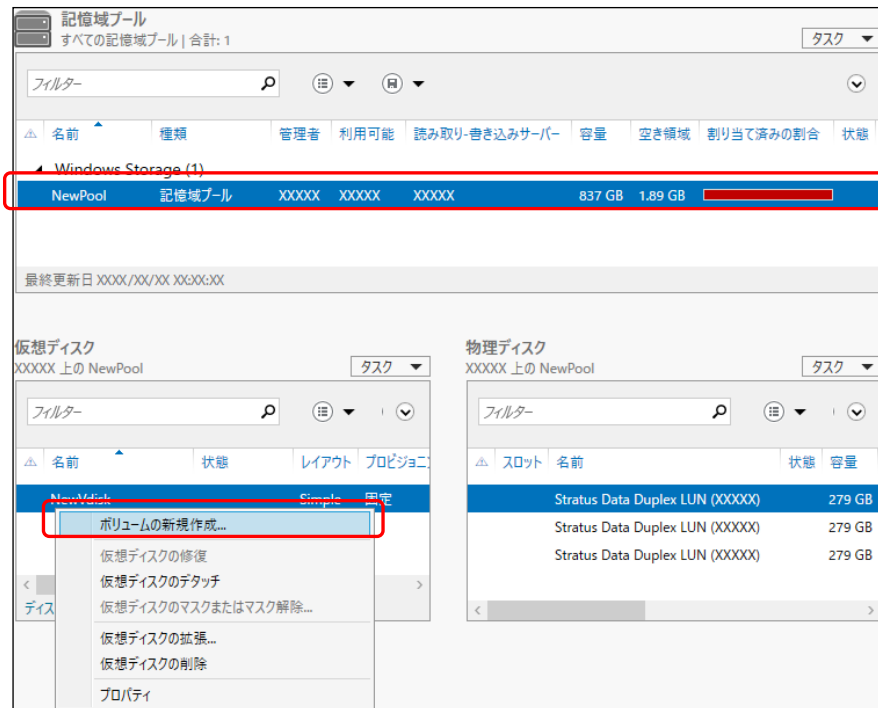 記憶域プール
すべての記憶域プール | 合計: 1
タスク
フィルター
名前 種類 管理者 利用可能 読み取り-書き込みサーバー 容量 空き領域 割り当て済みの割合 状態
Windows Storage (1)
NewPool 記憶域プール XXXXX XXXXX XXXXX 837 GB 1.89 GB
最終更新日 XXXX/XX/XX XX:XX:XX
仮想ディスク
XXXXX 上の NewPool
タスク
フィルター
名前 状態 レイアウト プロビジョニ
NewVdisk Simple 固定
ボリュームの新規作成...
仮想ディスクの修復
仮想ディスクのデタッチ
仮想ディスクのマスクまたはマスク解除...
仮想ディスクの拡張...
仮想ディスクの削除
プロパティ
ディス
物理ディスク
XXXXX 上の NewPool
タスク
フィルター
スロット 名前 状態 容量
Stratus Data Duplex LUN (XXXXX) 279 GB
Stratus Data Duplex LUN (XXXXX) 279 GB
Stratus Data Duplex LUN (XXXXX) 279 GB